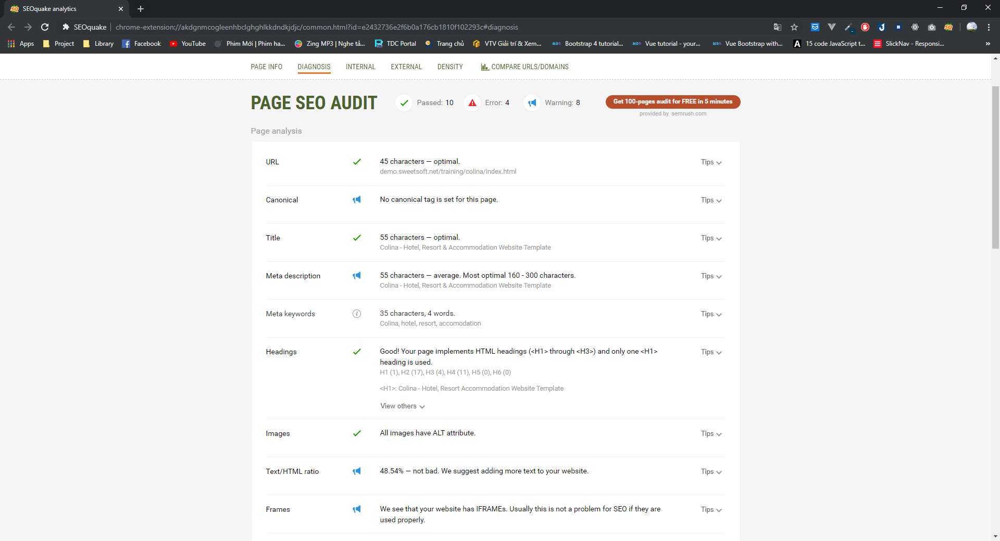 SEOquake analytics
SEOquake
chrome-extension://akdgnmcogleenhbclghghlkkdndkjdjc/common.html?id=e2432736e2f6b0a176cb1810f102293c#diagnosis
Apps
Project
Library
Facebook
YouTube
Phim Mới | Phim ha...
Zing MP3 | Nghe tả...
TDC Portal
Trang chủ
VTV Giải trí & Xem...
Bootstrap 4 tutorial...
Vue tutorial - your...
Vue Bootstrap with...
15 code JavaScript t...
SlickNav - Responsi...
PAGE INFO
DIAGNOSIS
INTERNAL
EXTERNAL
DENSITY
COMPARE URLS/DOMAINS
PAGE SEO AUDIT
Passed: 10
Error: 4
Warning: 8
Get 100-pages audit for FREE in 5 minutes
provided by semrush.com
Page analysis
URL
45 characters — optimal.
Tips
demo.sweetsoft.net/training/colina/index.html
Canonical
No canonical tag is set for this page.
Tips
Title
55 characters — optimal.
Tips
Colina - Hotel, Resort & Accommodation Website Template
Meta description
55 characters — average. Most optimal 160 - 300 characters.
Tips
Colina - Hotel, Resort & Accommodation Website Template
Meta keywords
35 characters, 4 words.
Tips
Colina, hotel, resort, accomodation
Headings
Good! Your page implements HTML headings (<H1> through <H3>) and only one <H1>
Tips
heading is used.
H1 (1), H2 (17), H3 (4), H4 (11), H5 (0), H6 (0)
<H1>: Colina - Hotel, Resort Accommodation Website Template
View others
Images
All images have ALT attribute.
Tips
Text/HTML ratio
48.54% — not bad. We suggest adding more text to your website.
Tips
Frames
We see that your website has IFRAMEs. Usually this is not a problem for SEO if they are
Tips
used properly.